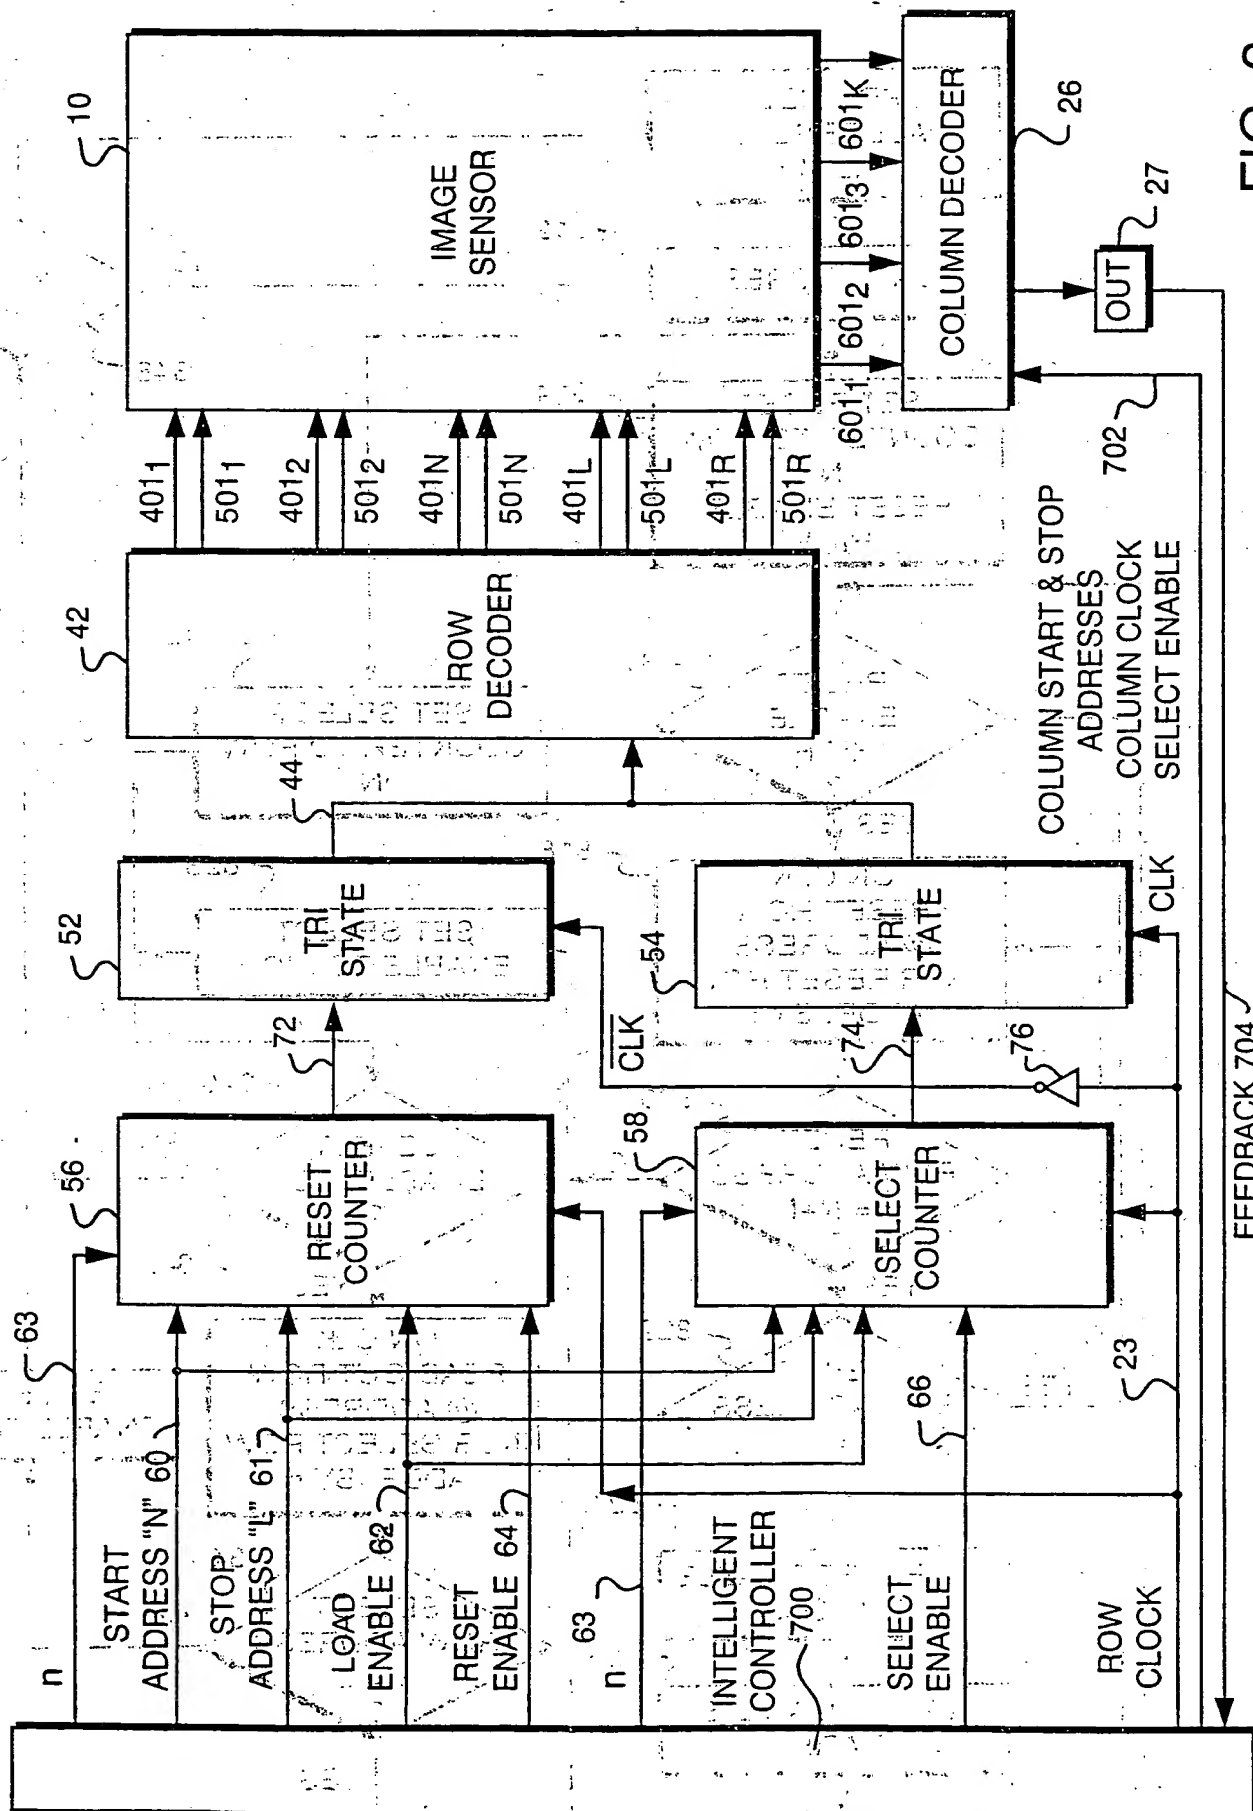 63
n
START
ADDRESS "N" 60
STOP
ADDRESS "L" 61
LOAD
ENABLE 62
RESET
ENABLE 64
63
n
INTELLIGENT
CONTROLLER
700
SELECT
ENABLE
66
ROW
CLOCK
23
56
RESET
COUNTER
72
58
SELECT
COUNTER
74
76
CLK
52
TRI
STATE
54
TRI
STATE
CLK
44
42
ROW
DECODER
401₁
501₁
401₂
501₂
401N
501N
401L
501L
401R
501R
10
IMAGE
SENSOR
601₁
601₂
601₃
601K
COLUMN DECODER
26
OUT
27
702
COLUMN START & STOP
ADDRESSES
COLUMN CLOCK
SELECT ENABLE
FEEDBACK 704
FIG.